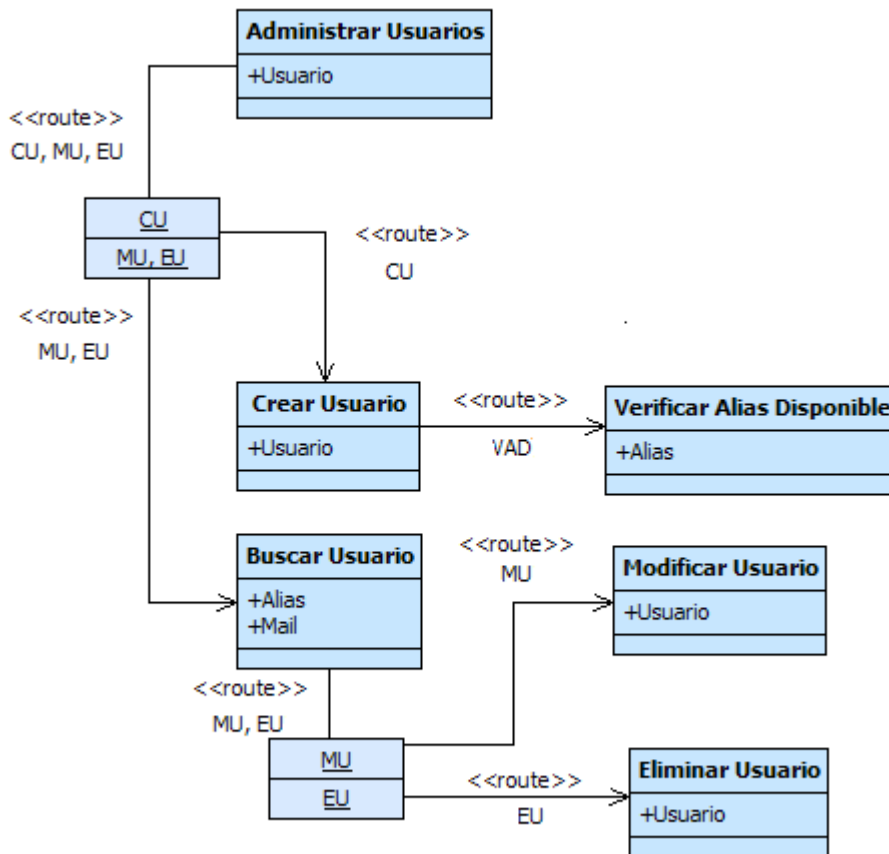 Administrar Usuarios
+Usuario
<<route>>
CU, MU, EU
CU
MU, EU
<<route>>
CU
<<route>>
MU, EU
Crear Usuario
+Usuario
<<route>>
VAD
Verificar Alias Disponible
+Alias
Buscar Usuario
+Alias
+Mail
<<route>>
MU
Modificar Usuario
+Usuario
<<route>>
MU, EU
MU
EU
<<route>>
EU
Eliminar Usuario
+Usuario